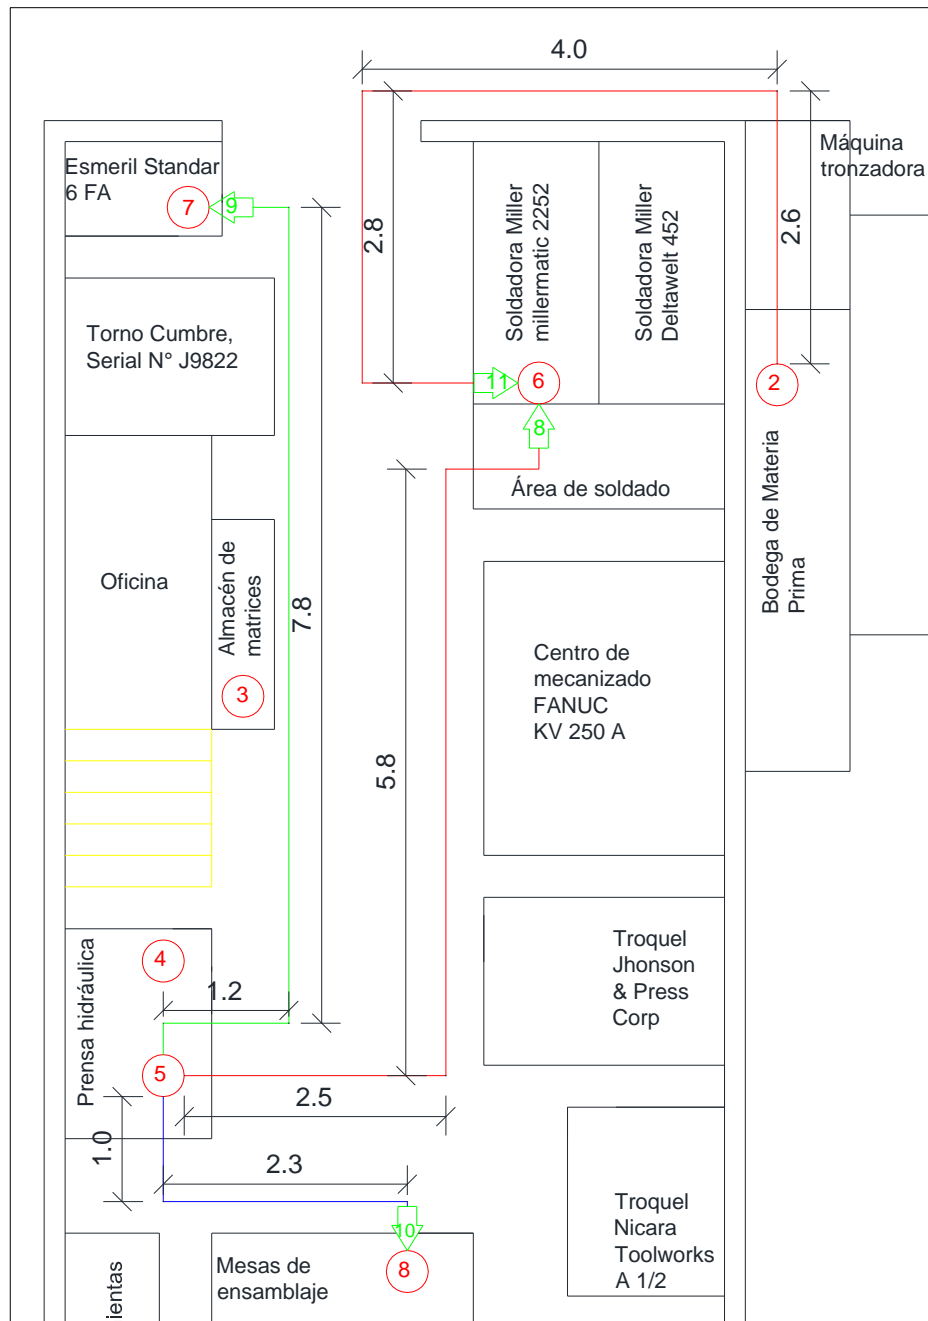 4.0
Máquina
tronzadora
Esmeril Standar
6 FA
7
9
2.8
Soldadora Miller
millermatic 2252
Soldadora Miller
Deltawelt 452
2.6
Torno Cumbre,
Serial N° J9822
11
6
2
8
Área de soldado
Bodega de Materia
Prima
Oficina
Almacén de
matrices
7.8
3
Centro de
mecanizado
FANUC
KV 250 A
5.8
Prensa hidráulica
4
1.2
Troquel
Jhonson
& Press
Corp
5
2.5
1.0
2.3
10
Troquel
Nicara
Toolworks
A 1/2
Mesas de
ensamblaje
8
ientas